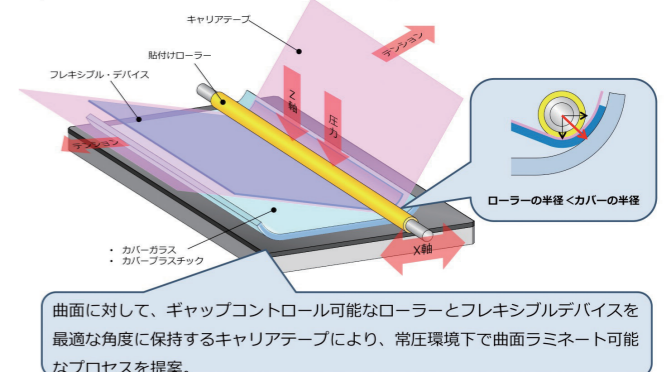 キャリアテープ
テンション
貼付けローラー
フレキシブル・デバイス
Z軸
圧力
テンション
ローラーの半径<カバーの半径
・ カバーガラス
・ カバープラスチック
X軸
曲面に対して、ギャップコントロール可能なローラーとフレキシブルデバイスを
最適な角度に保持するキャリアテープにより、常圧環境下で曲面ラミネート可能
なプロセスを提案。